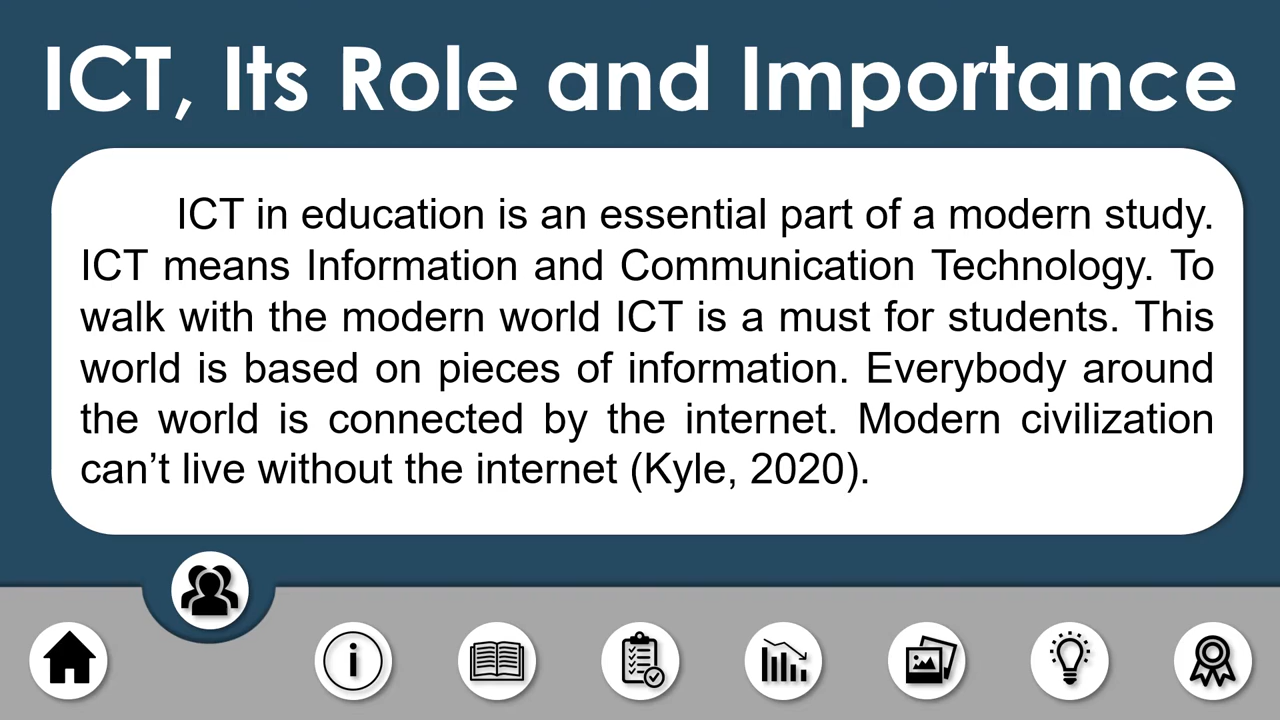 ICT, Its Role and Importance
ICT in education is an essential part of a modern study.
ICT means Information and Communication Technology. To
walk with the modern world ICT is a must for students. This
world is based on pieces of information. Everybody around
the world is connected by the internet. Modern civilization
can’t live without the internet (Kyle, 2020).